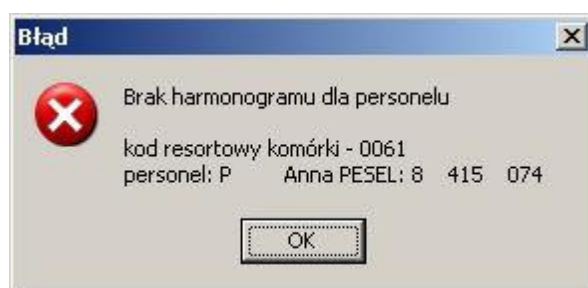 Błąd
Brak harmonogramu dla personelu
kod resortowy komórki - 0061
personel: P Anna PESEL: 8 415 074
OK